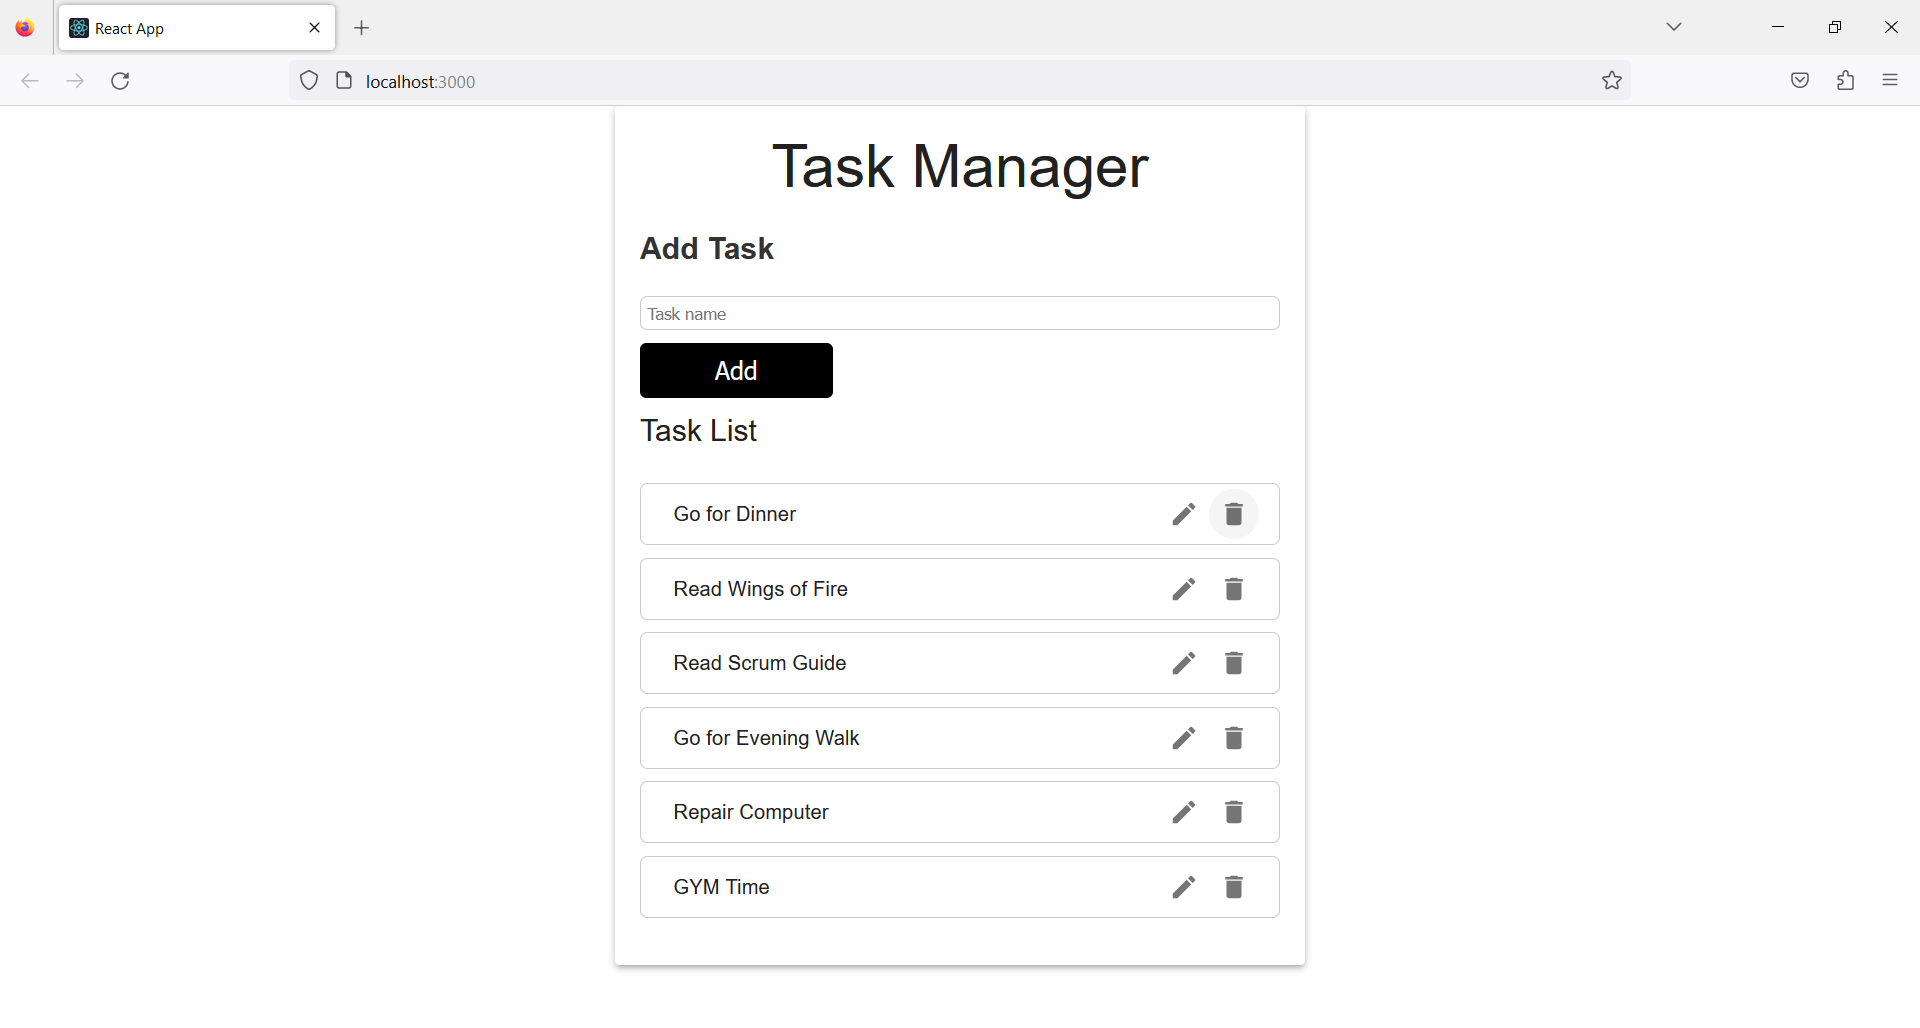 React App
localhost:3000
Task Manager
Add Task
Task name
Add
Task List
Go for Dinner
Read Wings of Fire
Read Scrum Guide
Go for Evening Walk
Repair Computer
GYM Time